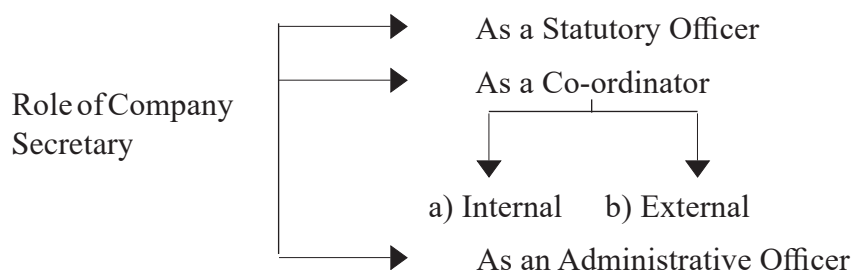 As a Statutory Officer
As a Co-ordinator
Role of Company
Secretary
a) Internal b) External
As an Administrative Officer